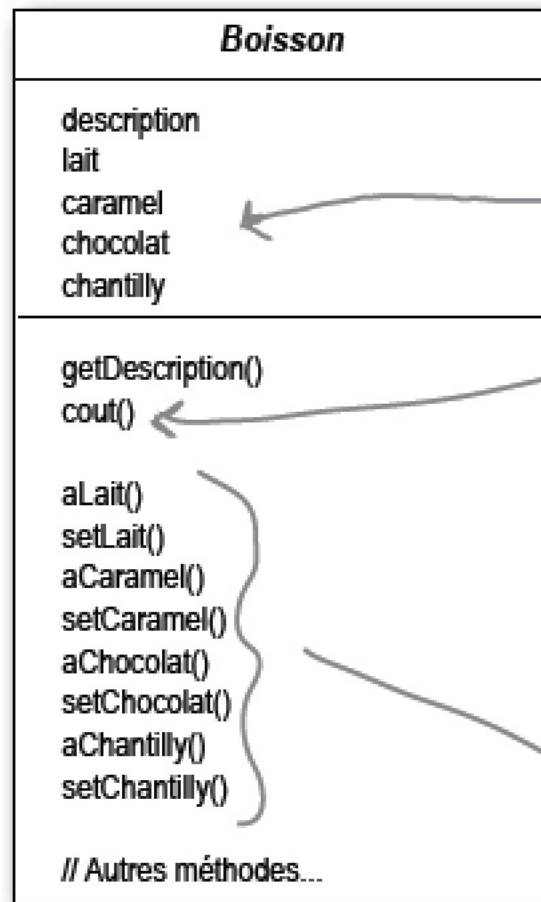 Boisson
description
lait
caramel
chocolat
chantilly
getDescription()
cout()
aLait()
setLait()
aCaramel()
setCaramel()
aChocolat()
setChocolat()
aChantilly()
setChantilly()
// Autres méthodes...